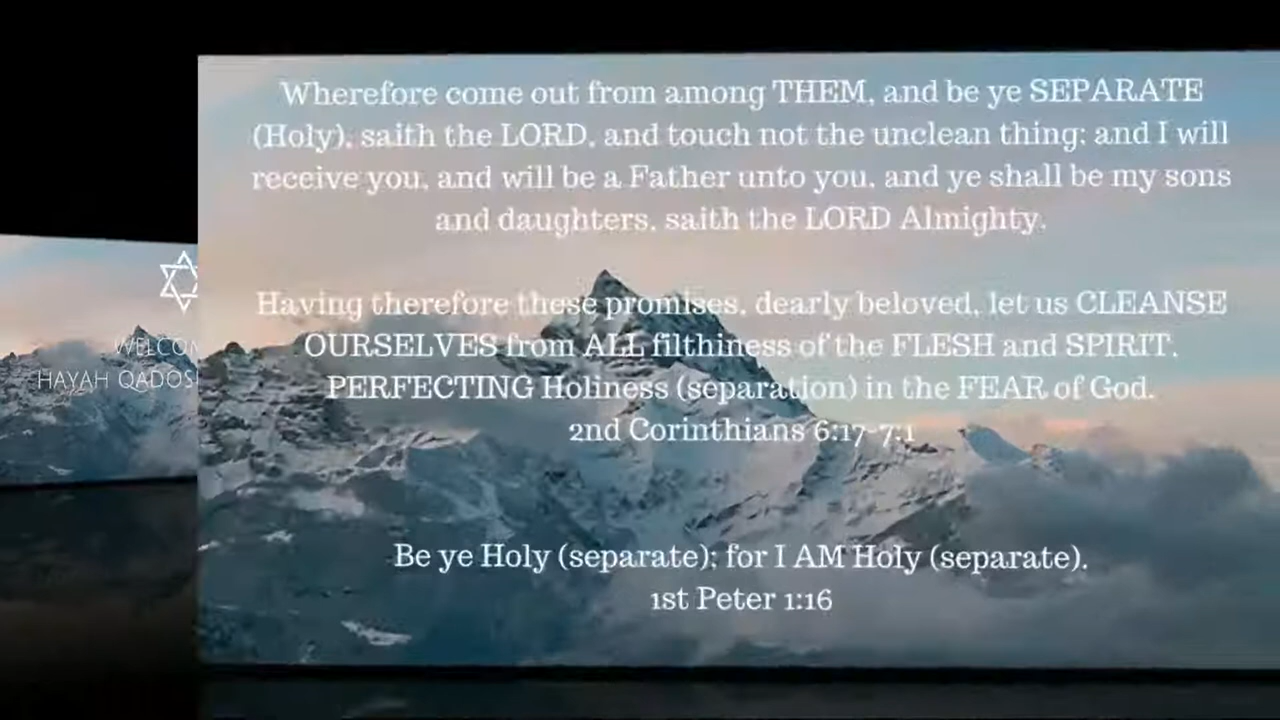 Wherefore come out from among THEM, and be ye SEPARATE
(Holy), saith the LORD, and touch not the unclean thing; and I will
receive you, and will be a Father unto you, and ye shall be my sons
and daughters, saith the LORD Almighty.
Having therefore these promises, dearly beloved, let us CLEANSE
OURSELVES from ALL filthiness of the FLESH and SPIRIT,
PERFECTING Holiness (separation) in the FEAR of God.
2nd Corinthians 6:17-7:1
Be ye Holy (separate); for I AM Holy (separate).
1st Peter 1:16
WELCOM
HAYAH QADOS